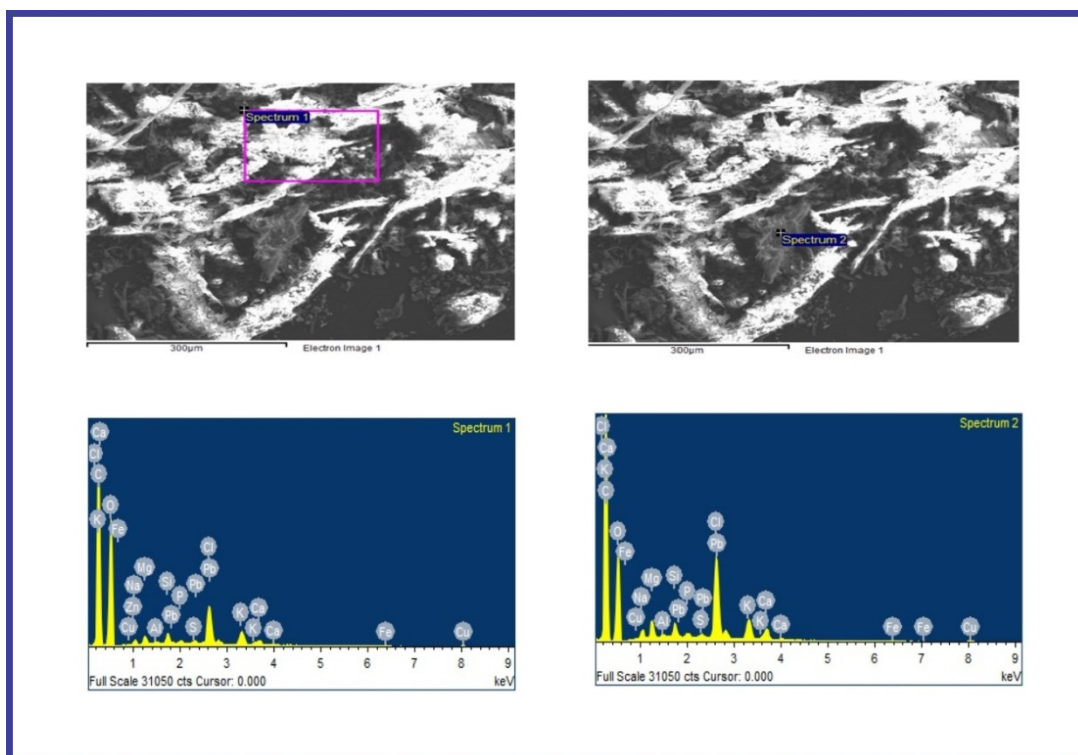 Spectrum 1
300µm
Electron Image 1
Spectrum 2
300µm
Electron Image 1
Spectrum 1
Ca
Cl
C
K
O
Fe
Mg
Na
Zn
Cu
Al
Si
Pb
P
Pb
S
Cl
Pb
K
Ca
K
Ca
Fe
Cu
1 2 3 4 5 6 7 8 9
Full Scale 31050 cts Cursor: 0.000
keV
Spectrum 2
Cl
Ca
K
C
O
Fe
Mg
Na
Cu
Al
Si
Pb
P
Pb
S
Cl
Pb
K
Ca
K
Ca
Fe
Fe
Cu
1 2 3 4 5 6 7 8 9
Full Scale 31050 cts Cursor: 0.000
keV